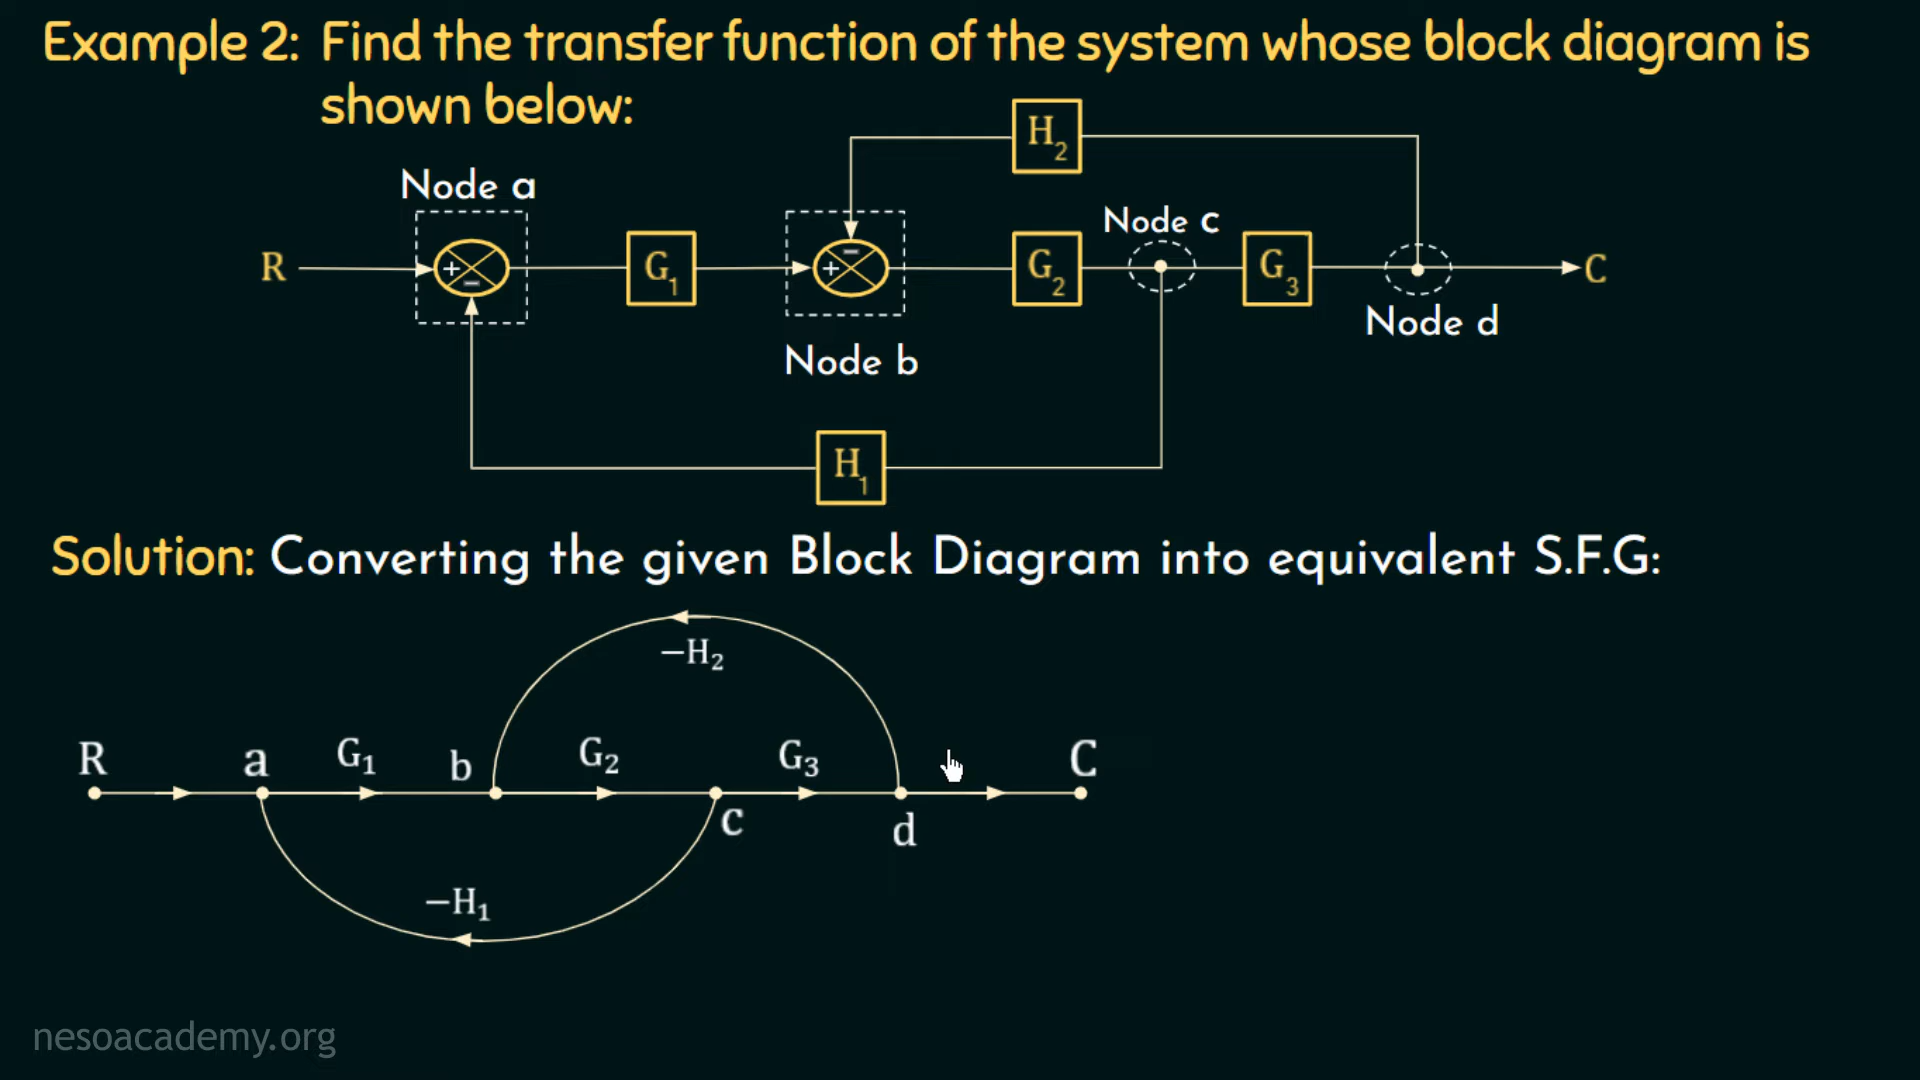 Example 2: Find the transfer function of the system whose block diagram is
shown below:
H2
Node a
Node c
R + − G1 + − G2 G3 C
Node d
Node b
H1
Solution: Converting the given Block Diagram into equivalent S.F.G:
−H2
R a G1 b G2 G3 C
c d
−H1
nesoacademy.org